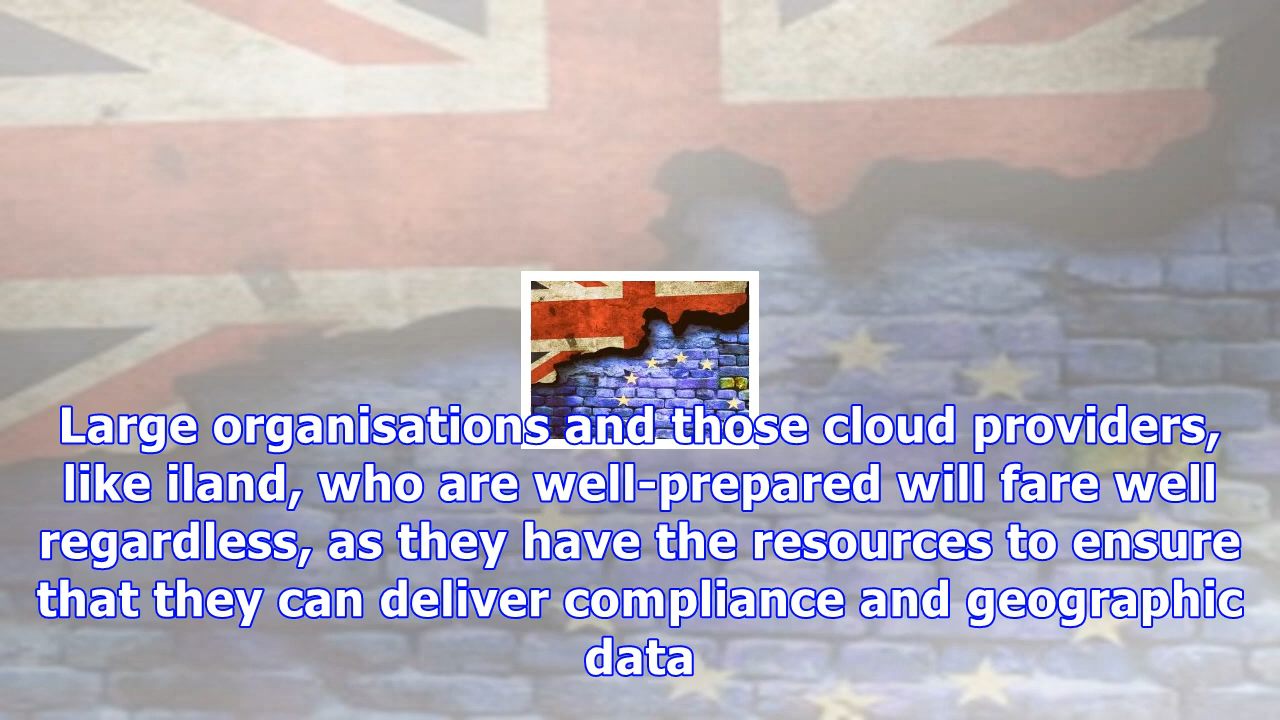 Large organisations and those cloud providers,
like iland, who are well-prepared will fare well
regardless, as they have the resources to ensure
that they can deliver compliance and geographic
data